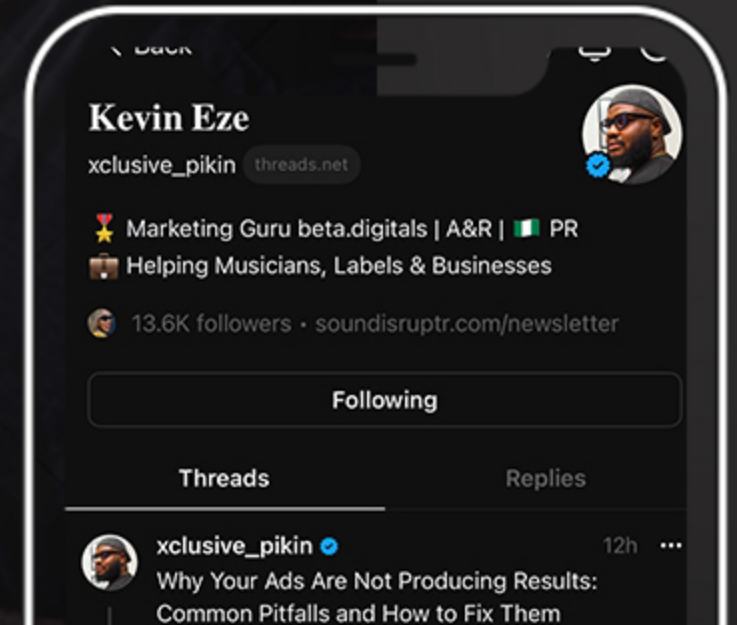 Back
Kevin Eze
xclusive_pikin threads.net
Marketing Guru beta.digitals | A&R | 🇳🇬 PR
Helping Musicians, Labels & Businesses
13.6K followers • soundisruptr.com/newsletter
Following
Threads Replies
xclusive_pikin 12h
Why Your Ads Are Not Producing Results:
Common Pitfalls and How to Fix Them